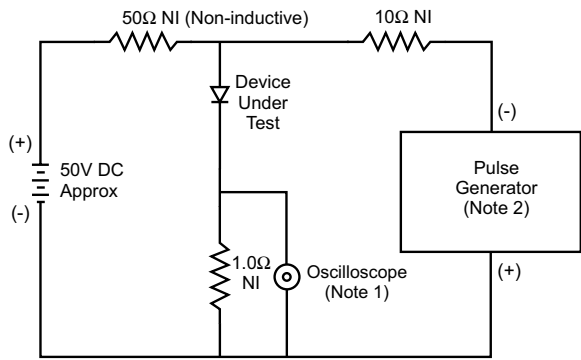 50Ω NI (Non-inductive)
10Ω NI
Device
Under
Test
(+)
50V DC
Approx
(-)
(-)
Pulse
Generator
(Note 2)
(+)
1.0Ω
NI
Oscilloscope
(Note 1)